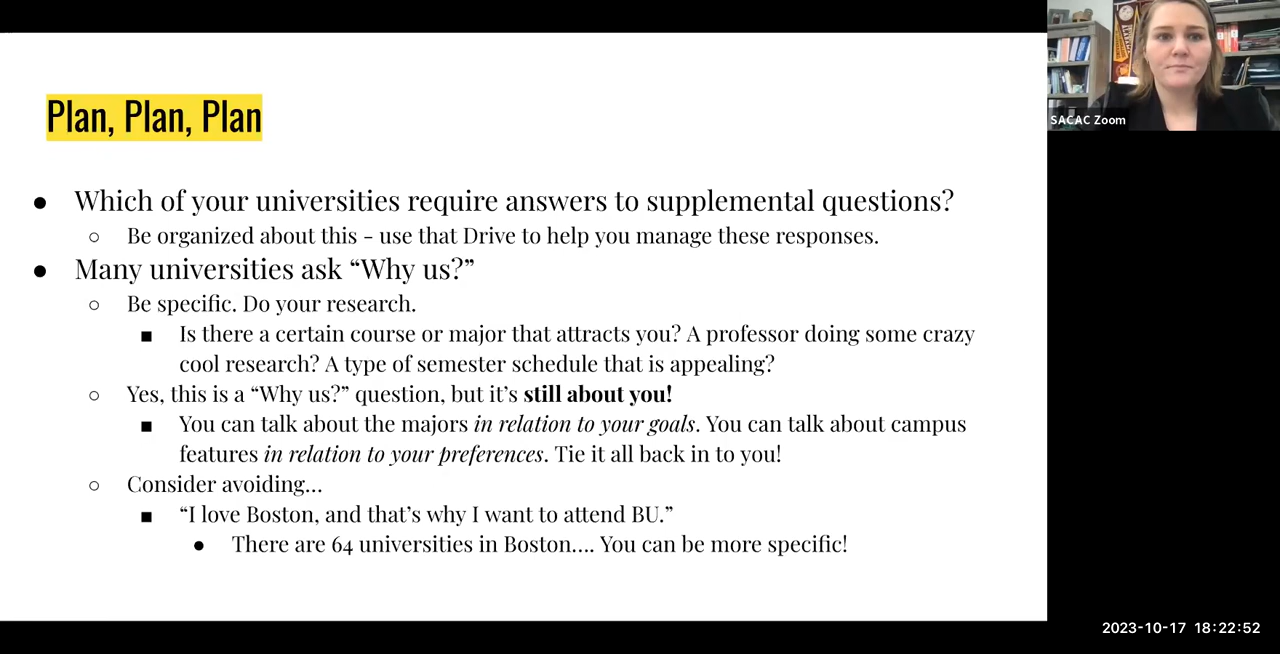 Plan, Plan, Plan
● Which of your universities require answers to supplemental questions?
○ Be organized about this - use that Drive to help you manage these responses.
● Many universities ask “Why us?”
○ Be specific. Do your research.
■ Is there a certain course or major that attracts you? A professor doing some crazy
cool research? A type of semester schedule that is appealing?
○ Yes, this is a “Why us?” question, but it’s still about you!
■ You can talk about the majors in relation to your goals. You can talk about campus
features in relation to your preferences. Tie it all back in to you!
○ Consider avoiding...
■ “I love Boston, and that’s why I want to attend BU.”
● There are 64 universities in Boston.... You can be more specific!
SACAC Zoom
2023-10-17 18:22:52